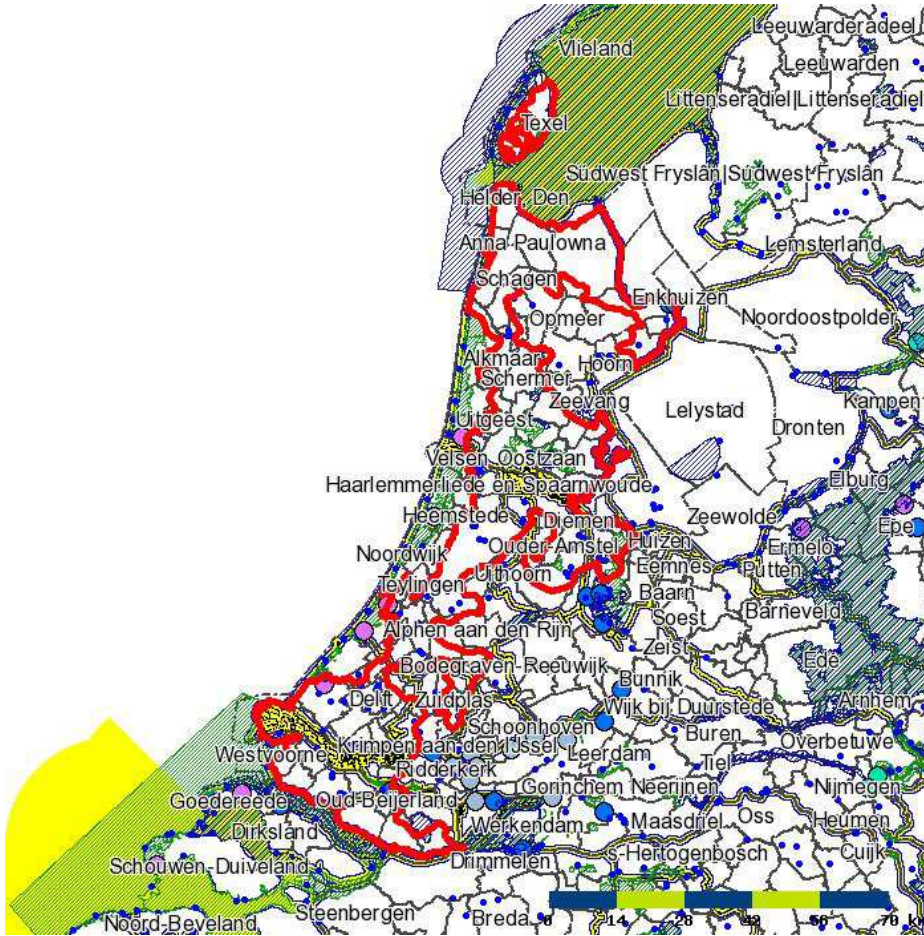 Leeuwarderadeel
Vlieland
Leeuwarden
Littenseradiel|Littenseradiel
Texel
Súdwest Fryslân|Súdwest Fryslân
Helder, Den
Anna Paulowna
Lemsterland
Schagen
Enkhuizen
Opmeer
Noordoostpolder
Alkmaar
Hoorn
Schermer
Zeevang
Kampen
Lelystad
Uitgeest
Dronten
Velsen Oostzaan
Elburg
Haarlemmerliede en Spaarnwoude
Heemstede
Diemen
Zeewolde
Epe
Huizen
Ouder-Amstel
Ermelo
Noordwijk
Eemnes
Putten
Uithoorn
Teylingen
Baarn
Barneveld
Soest
Alphen aan den Rijn
Zeist
Ede
Bodegraven-Reeuwijk
Bunnik
Delft
Zuidplas
Arnhem
Wijk bij Duurstede
Schoonhoven
Buren
Overbetuwe
Krimpen aan den IJssel
Westvoorne
Leerdam
Tiel
Ridderkerk
Nijmegen
Gorinchem
Neerijnen
Goedereede
Oud-Beijerland
Oss
Heumen
Werkendam
Maasdriel
Dirksland
Cuijk
's-Hertogenbosch
Schouwen-Duiveland
Drimmelen
Steenbergen
Noord-Beveland
Breda
0 14 28 42 56 70 km